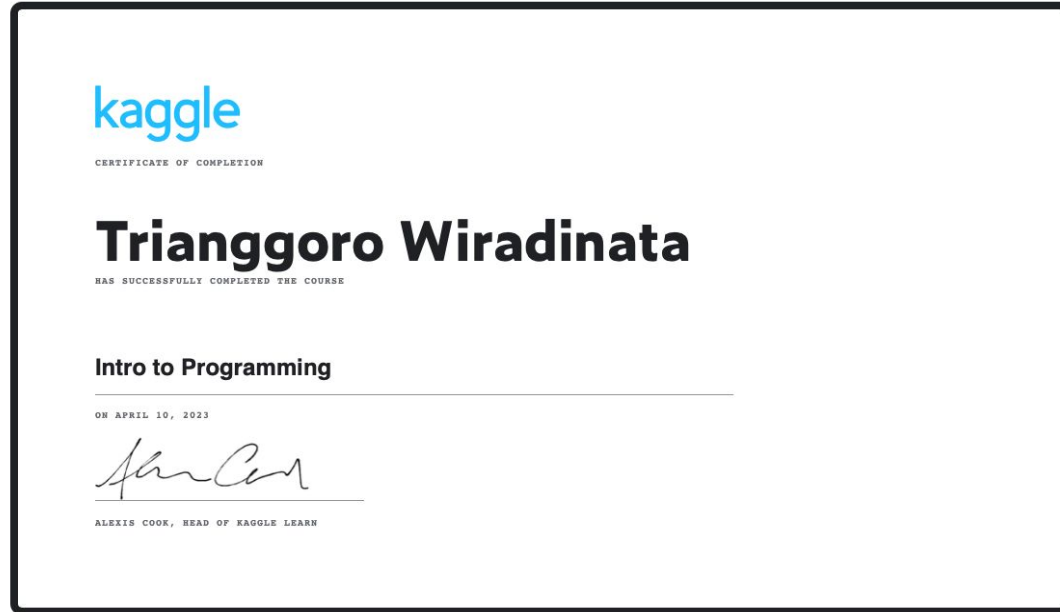 kaggle
CERTIFICATE OF COMPLETION
Trianggoro Wiradinata
HAS SUCCESSFULLY COMPLETED THE COURSE
Intro to Programming
ON APRIL 10, 2023
ALEXIS COOK, HEAD OF KAGGLE LEARN